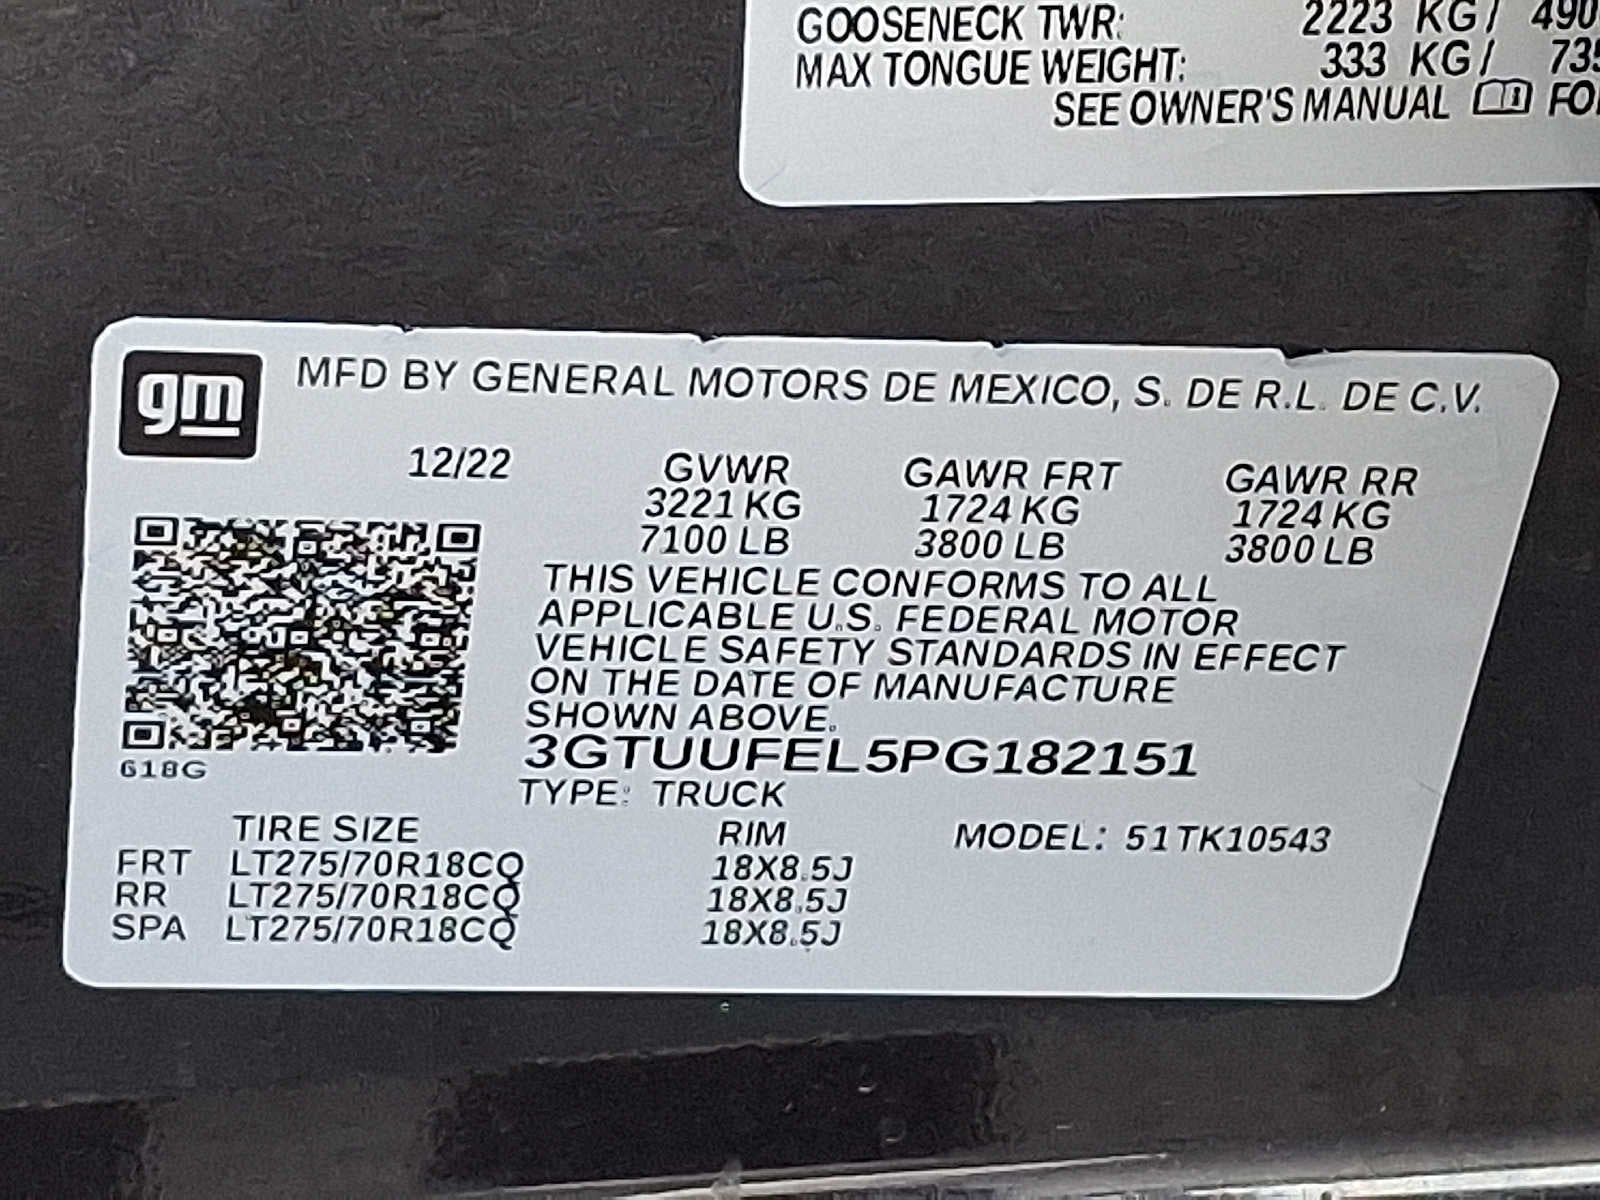 GOOSENECK TWR: 2223 KG/ 490
MAX TONGUE WEIGHT: 333 KG/ 735
SEE OWNER'S MANUAL FOR
gm MFD BY GENERAL MOTORS DE MEXICO, S. DE R.L. DE C.V.
12/22 GVWR GAWR FRT GAWR RR
3221 KG 1724 KG 1724 KG
7100 LB 3800 LB 3800 LB
THIS VEHICLE CONFORMS TO ALL
APPLICABLE U.S. FEDERAL MOTOR
VEHICLE SAFETY STANDARDS IN EFFECT
ON THE DATE OF MANUFACTURE
SHOWN ABOVE.
3GTUUFEL5PG182151
618G
TYPE: TRUCK
TIRE SIZE RIM MODEL: 51TK10543
FRT LT275/70R18CQ 18X8.5J
RR LT275/70R18CQ 18X8.5J
SPA LT275/70R18CQ 18X8.5J